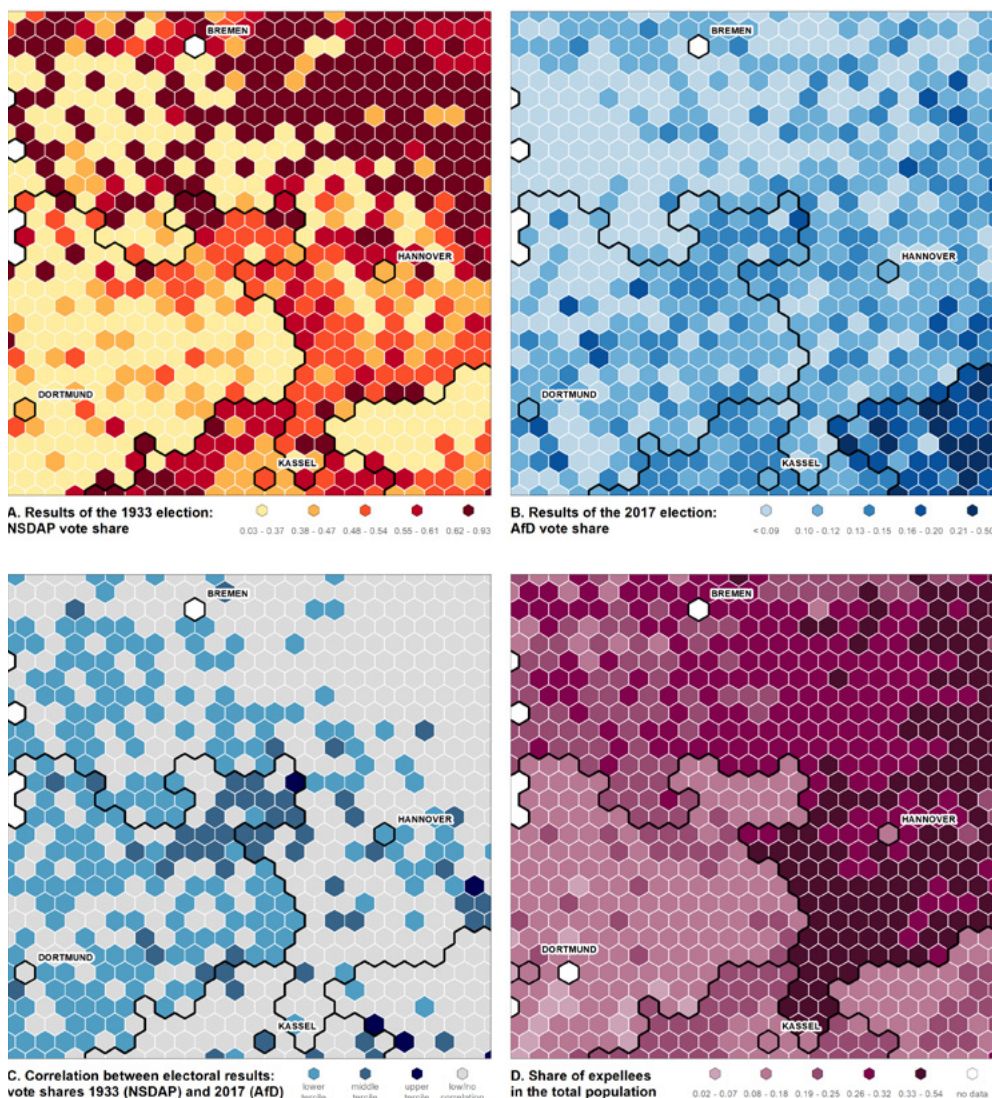 BREMEN
HANNOVER
DORTMUND
KASSEL
A. Results of the 1933 election:
NSDAP vote share
0.03 - 0.37 0.38 - 0.47 0.48 - 0.54 0.55 - 0.61 0.62 - 0.93
BREMEN
HANNOVER
DORTMUND
KASSEL
B. Results of the 2017 election:
AfD vote share
< 0.09 0.10 - 0.12 0.13 - 0.15 0.16 - 0.20 0.21 - 0.50
BREMEN
HANNOVER
DORTMUND
KASSEL
C. Correlation between electoral results:
vote shares 1933 (NSDAP) and 2017 (AfD)
lower middle upper low/no
tercile tercile tercile correlation
BREMEN
HANNOVER
DORTMUND
KASSEL
D. Share of expellees
in the total population
0.02 - 0.07 0.08 - 0.18 0.19 - 0.25 0.26 - 0.32 0.33 - 0.54 no data